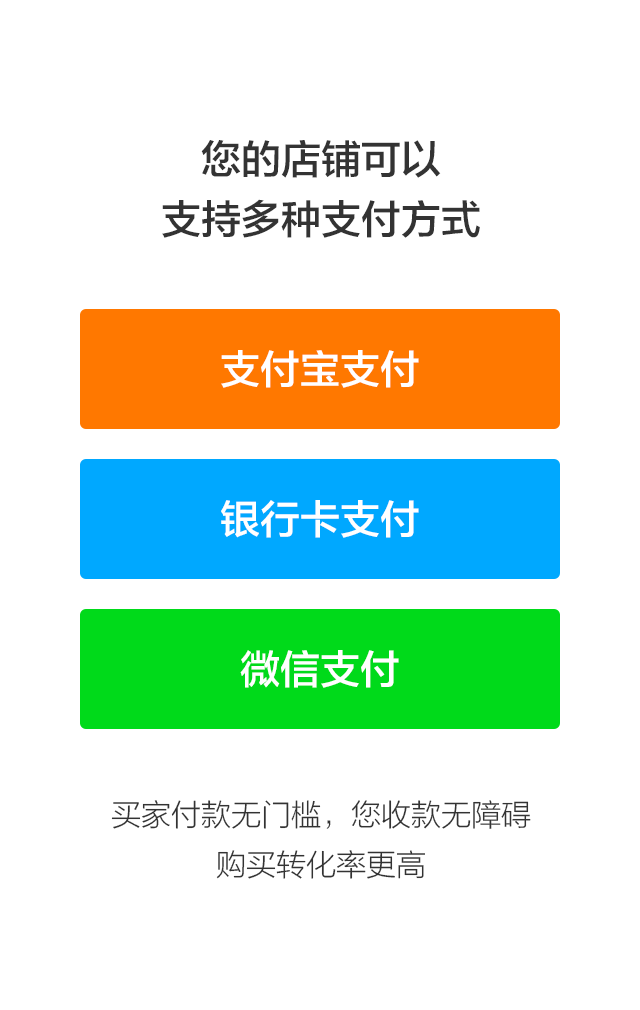 您的店铺可以
支持多种支付方式
支付宝支付
银行卡支付
微信支付
买家付款无门槛，您收款无障碍
购买转化率更高